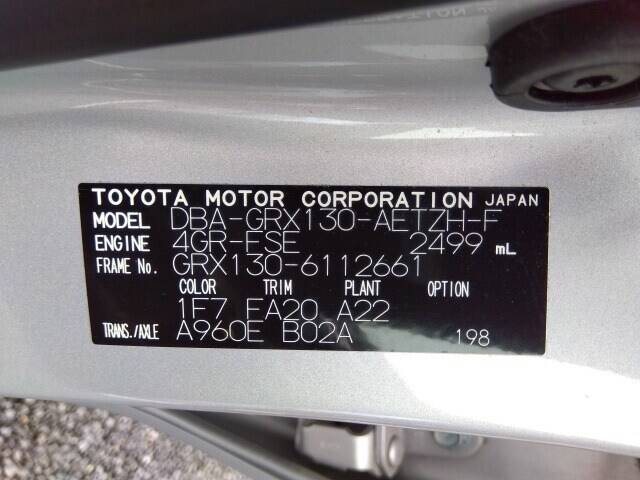 TOYOTA MOTOR CORPORATION JAPAN
MODEL DBA-GRX130-AETZH-F
ENGINE 4GR-FSE 2499 mL
FRAME No. GRX130-6112661
COLOR TRIM PLANT OPTION
1F7 FA20 A22
TRANS./AXLE A960E B02A 198